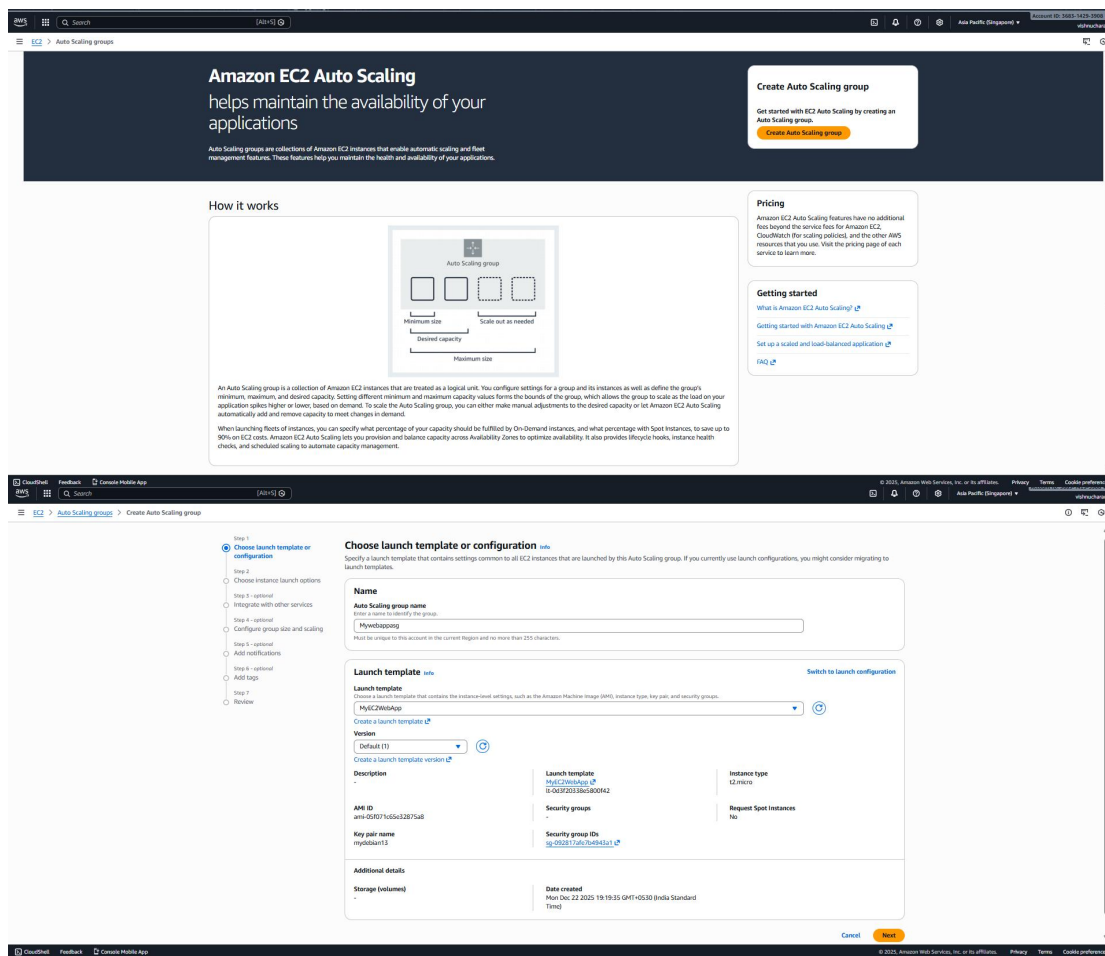 aws
Search
[Alt+S]
Asia Pacific (Singapore)
Account ID: 3683-1429-3968
vishnuchara
EC2 > Auto Scaling groups
Amazon EC2 Auto Scaling
helps maintain the availability of your
applications
Auto Scaling groups are collections of Amazon EC2 instances that enable automatic scaling and fleet
management features. These features help you maintain the health and availability of your applications.
Create Auto Scaling group
Get started with EC2 Auto Scaling by creating an
Auto Scaling group.
Create Auto Scaling group
How it works
Auto Scaling group
Minimum size
Scale out as needed
Desired capacity
Maximum size
An Auto Scaling group is a collection of Amazon EC2 instances that are treated as a logical unit. You configure settings for a group and its instances as well as define the group's
minimum, maximum, and desired capacity. Setting different minimum and maximum capacity values forms the bounds of the group, which allows the group to scale as the load on your
application spikes higher or lower, based on demand. To scale the Auto Scaling group, you can either make manual adjustments to the desired capacity or let Amazon EC2 Auto Scaling
automatically add and remove capacity to meet changes in demand.
When launching fleets of instances, you can specify what percentage of your capacity should be fulfilled by On-Demand instances, and what percentage with Spot Instances, to save up to
90% on EC2 costs. Amazon EC2 Auto Scaling lets you provision and balance capacity across Availability Zones to optimize availability. It also provides lifecycle hooks, instance health
checks, and scheduled scaling to automate capacity management.
Pricing
Amazon EC2 Auto Scaling features have no additional
fees beyond the service fees for Amazon EC2,
CloudWatch (for scaling policies), and the other AWS
resources that you use. Visit the pricing page of each
service to learn more.
Getting started
What is Amazon EC2 Auto Scaling?
Getting started with Amazon EC2 Auto Scaling
Set up a scaled and load-balanced application
FAQ
CloudShell Feedback Console Mobile App
© 2025, Amazon Web Services, Inc. or its affiliates. Privacy Terms Cookie preference
aws
Search
[Alt+S]
Asia Pacific (Singapore)
vishnuchara
EC2 > Auto Scaling groups > Create Auto Scaling group
Step 1
Choose launch template or
configuration
Step 2
Choose instance launch options
Step 3 - optional
Integrate with other services
Step 4 - optional
Configure group size and scaling
Step 5 - optional
Add notifications
Step 6 - optional
Add tags
Step 7
Review
Choose launch template or configuration Info
Specify a launch template that contains settings common to all EC2 instances that are launched by this Auto Scaling group. If you currently use launch configurations, you might consider migrating to
launch templates.
Name
Auto Scaling group name
Enter a name to identify the group.
Mywebappasg
Must be unique to this account in the current Region and no more than 255 characters.
Launch template Info
Switch to launch configuration
Launch template
Choose a launch template that contains the instance-level settings, such as the Amazon Machine Image (AMI), instance type, key pair, and security groups.
MyEC2WebApp
Create a launch template
Version
Default (1)
Create a launch template version
Description
-
Launch template
MyEC2WebApp
lt-0d3f20338e5800f42
Instance type
t2.micro
AMI ID
ami-05f071c65e32875a8
Security groups
-
Request Spot Instances
No
Key pair name
mydebian13
Security group IDs
sg-092817afe7b4943a1
Additional details
Storage (volumes)
-
Date created
Mon Dec 22 2025 19:19:35 GMT+0530 (India Standard
Time)
Cancel
Next
CloudShell Feedback Console Mobile App
© 2025, Amazon Web Services, Inc. or its affiliates. Privacy Terms Cookie preference